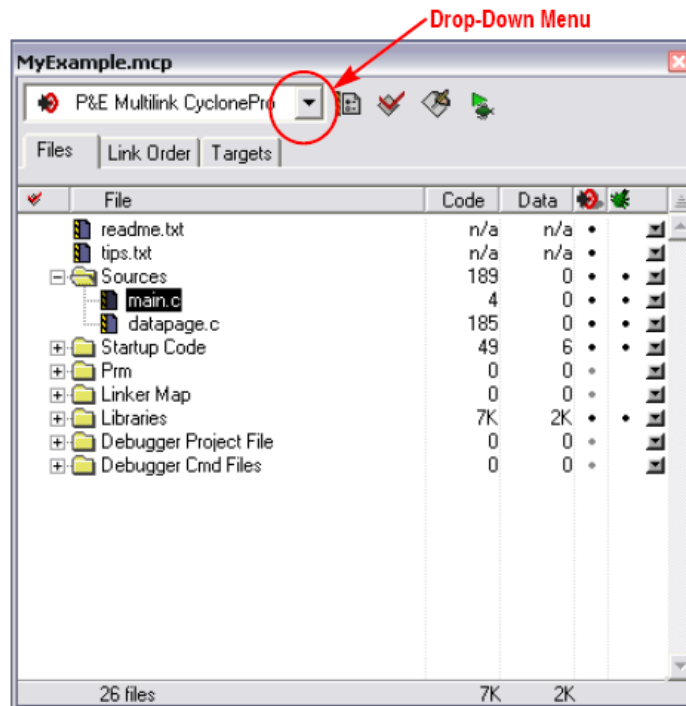 Drop-Down Menu
MyExample.mcp
P&E Multilink CyclonePro
Files Link Order Targets
File Code Data
readme.txt n/a n/a
tips.txt n/a n/a
Sources 189 0
main.c 4 0
datapage.c 185 0
Startup Code 49 6
Prm 0 0
Linker Map 0 0
Libraries 7K 2K
Debugger Project File 0 0
Debugger Cmd Files 0 0
26 files 7K 2K